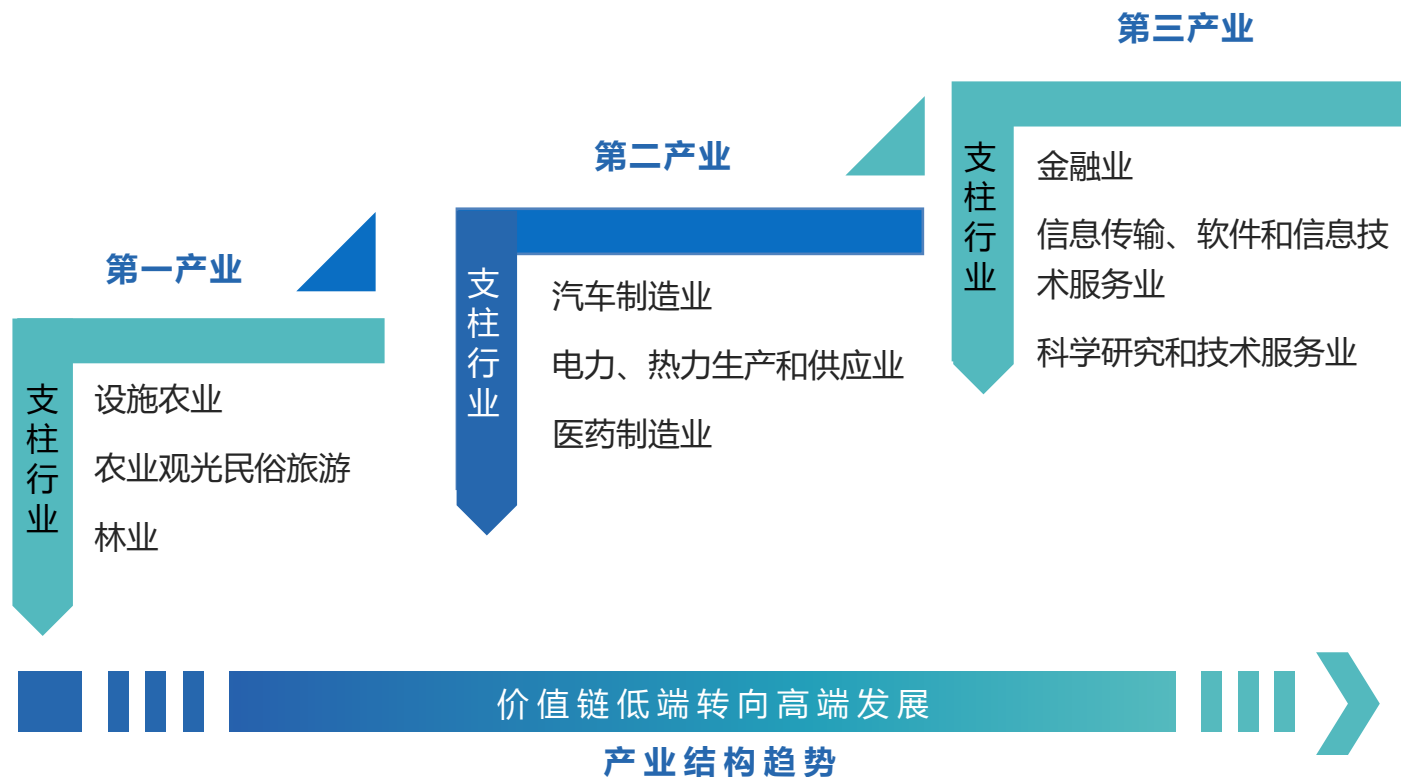 第一产业
支柱行业
设施农业
农业观光民俗旅游
林业
第二产业
支柱行业
汽车制造业
电力、热力生产和供应业
医药制造业
第三产业
支柱行业
金融业
信息传输、软件和信息技
术服务业
科学研究和技术服务业
价值链低端转向高端发展
产业结构趋势